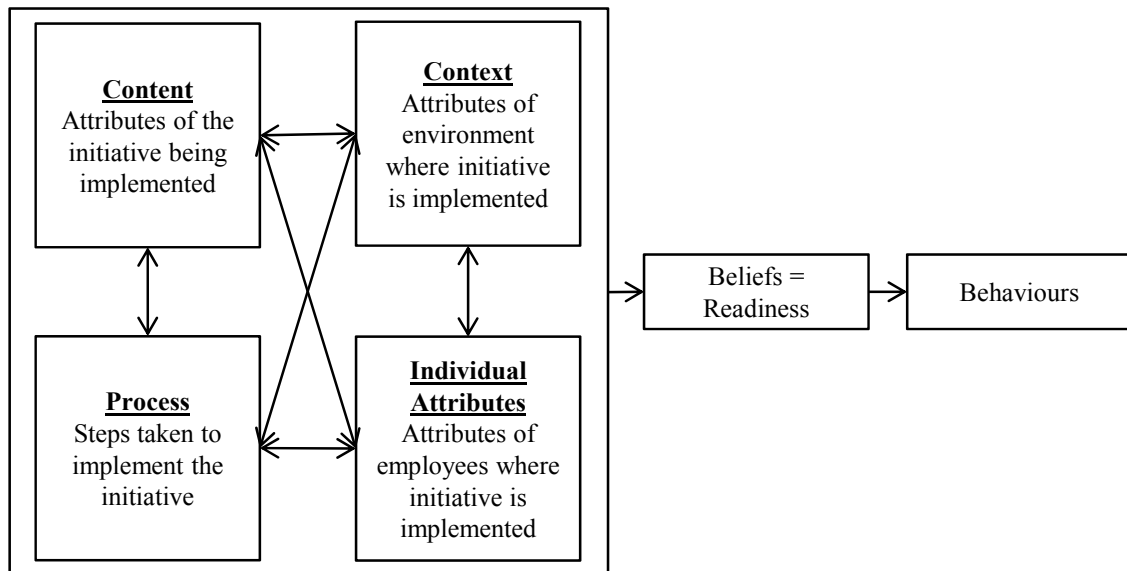 Content
Attributes of the
initiative being
implemented
Context
Attributes of
environment
where initiative
is implemented
Process
Steps taken to
implement the
initiative
Individual
Attributes
Attributes of
employees where
initiative is
implemented
Beliefs =
Readiness
Behaviours